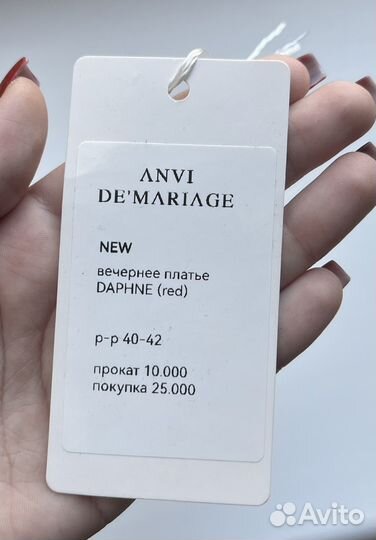 ANVI
DE'MARIAGE
NEW
вечернее платье
DAPHNE (red)
р-р 40-42
прокат 10.000
покупка 25.000
Avito